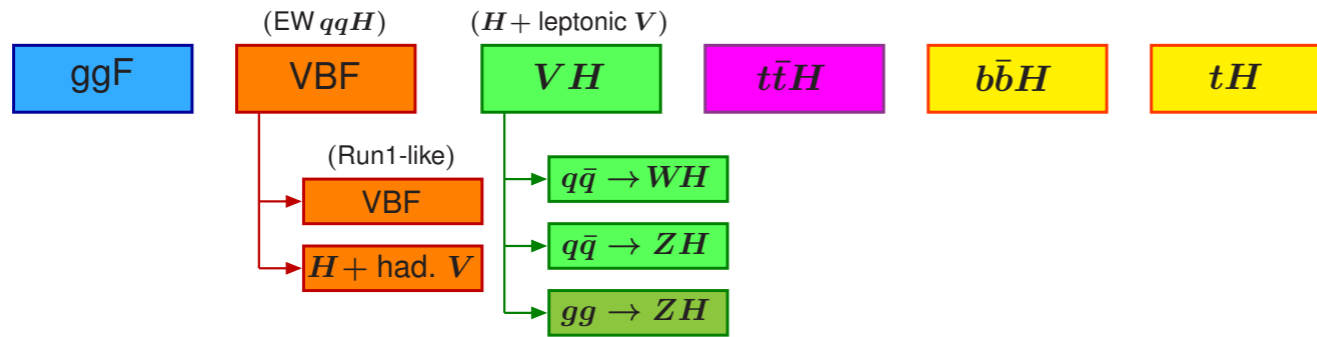 (EW qqH) (H+ leptonic V)
ggF VBF VH tt̄H bb̄H tH
(Run1-like)
VBF
H+ had. V
qq̄ → WH
qq̄ → ZH
gg → ZH